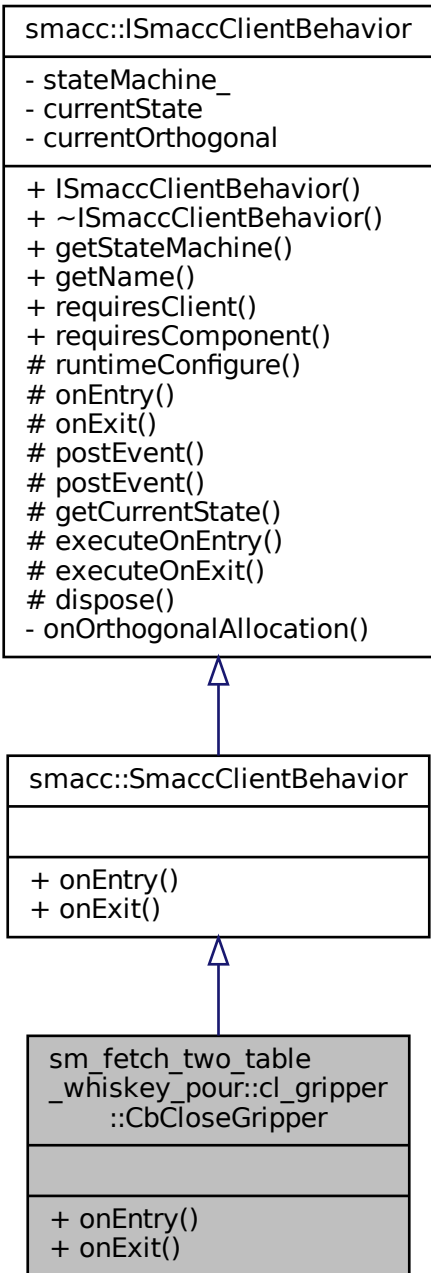 smacc::ISmaccClientBehavior
- stateMachine_
- currentState
- currentOrthogonal
+ ISmaccClientBehavior()
+ ~ISmaccClientBehavior()
+ getStateMachine()
+ getName()
+ requiresClient()
+ requiresComponent()
# runtimeConfigure()
# onEntry()
# onExit()
# postEvent()
# postEvent()
# getCurrentState()
# executeOnEntry()
# executeOnExit()
# dispose()
- onOrthogonalAllocation()
smacc::SmaccClientBehavior
+ onEntry()
+ onExit()
sm_fetch_two_table
_whiskey_pour::cl_gripper
::CbCloseGripper
+ onEntry()
+ onExit()